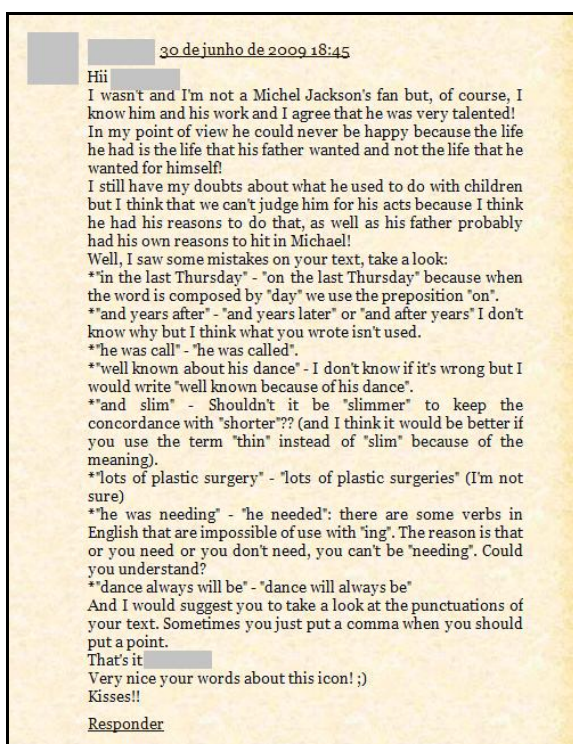 30 de junho de 2009 18:45
Hii
I wasn't and I'm not a Michel Jackson's fan but, of course, I
know him and his work and I agree that he was very talented!
In my point of view he could never be happy because the life
he had is the life that his father wanted and not the life that he
wanted for himself!
I still have my doubts about what he used to do with children
but I think that we can't judge him for his acts because I think
he had his reasons to do that, as well as his father probably
had his own reasons to hit in Michael!
Well, I saw some mistakes on your text, take a look:
*"in the last Thursday" - "on the last Thursday" because when
the word is composed by "day" we use the preposition "on".
*"and years after" - "and years later" or "and after years" I don't
know why but I think what you wrote isn't used.
*"he was call" - "he was called".
*"well known about his dance" - I don't know if it's wrong but I
would write "well known because of his dance".
*"and slim" - Shouldn't it be "slimmer" to keep the
concordance with "shorter"?? (and I think it would be better if
you use the term "thin" instead of "slim" because of the
meaning).
*"lots of plastic surgery" - "lots of plastic surgeries" (I'm not
sure)
*"he was needing" - "he needed": there are some verbs in
English that are impossible of use with "ing". The reason is that
or you need or you don't need, you can't be "needing". Could
you understand?
*"dance always will be" - "dance will always be"
And I would suggest you to take a look at the punctuations of
your text. Sometimes you just put a comma when you should
put a point.
That's it
Very nice your words about this icon! ;)
Kisses!!
Responder